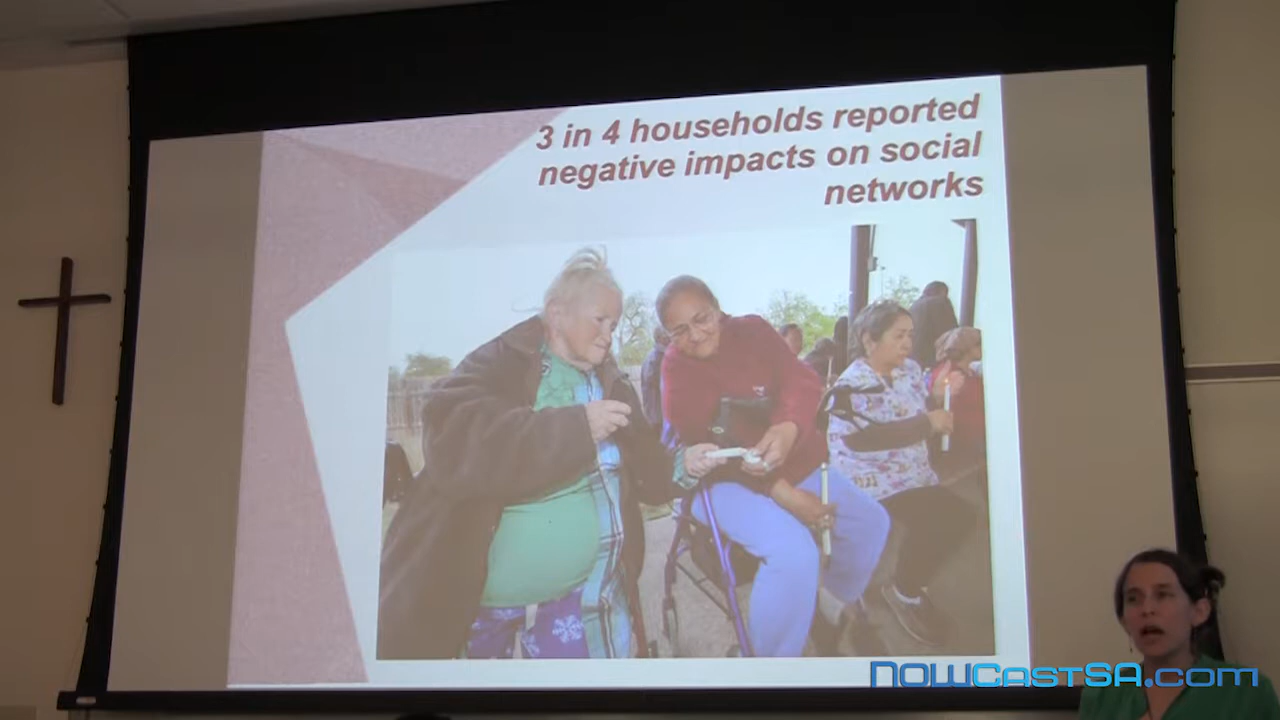 3 in 4 households reported
negative impacts on social
networks
NOWCastSA.com